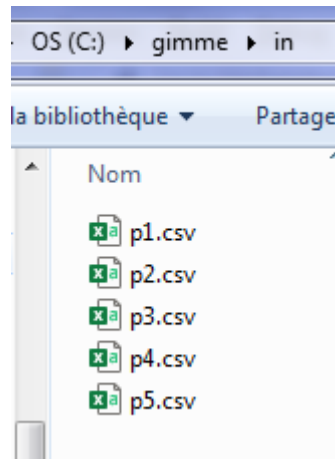 OS (C:) ▸ gimme ▸ in
la bibliothèque ▾ Partage
Nom
p1.csv
p2.csv
p3.csv
p4.csv
p5.csv